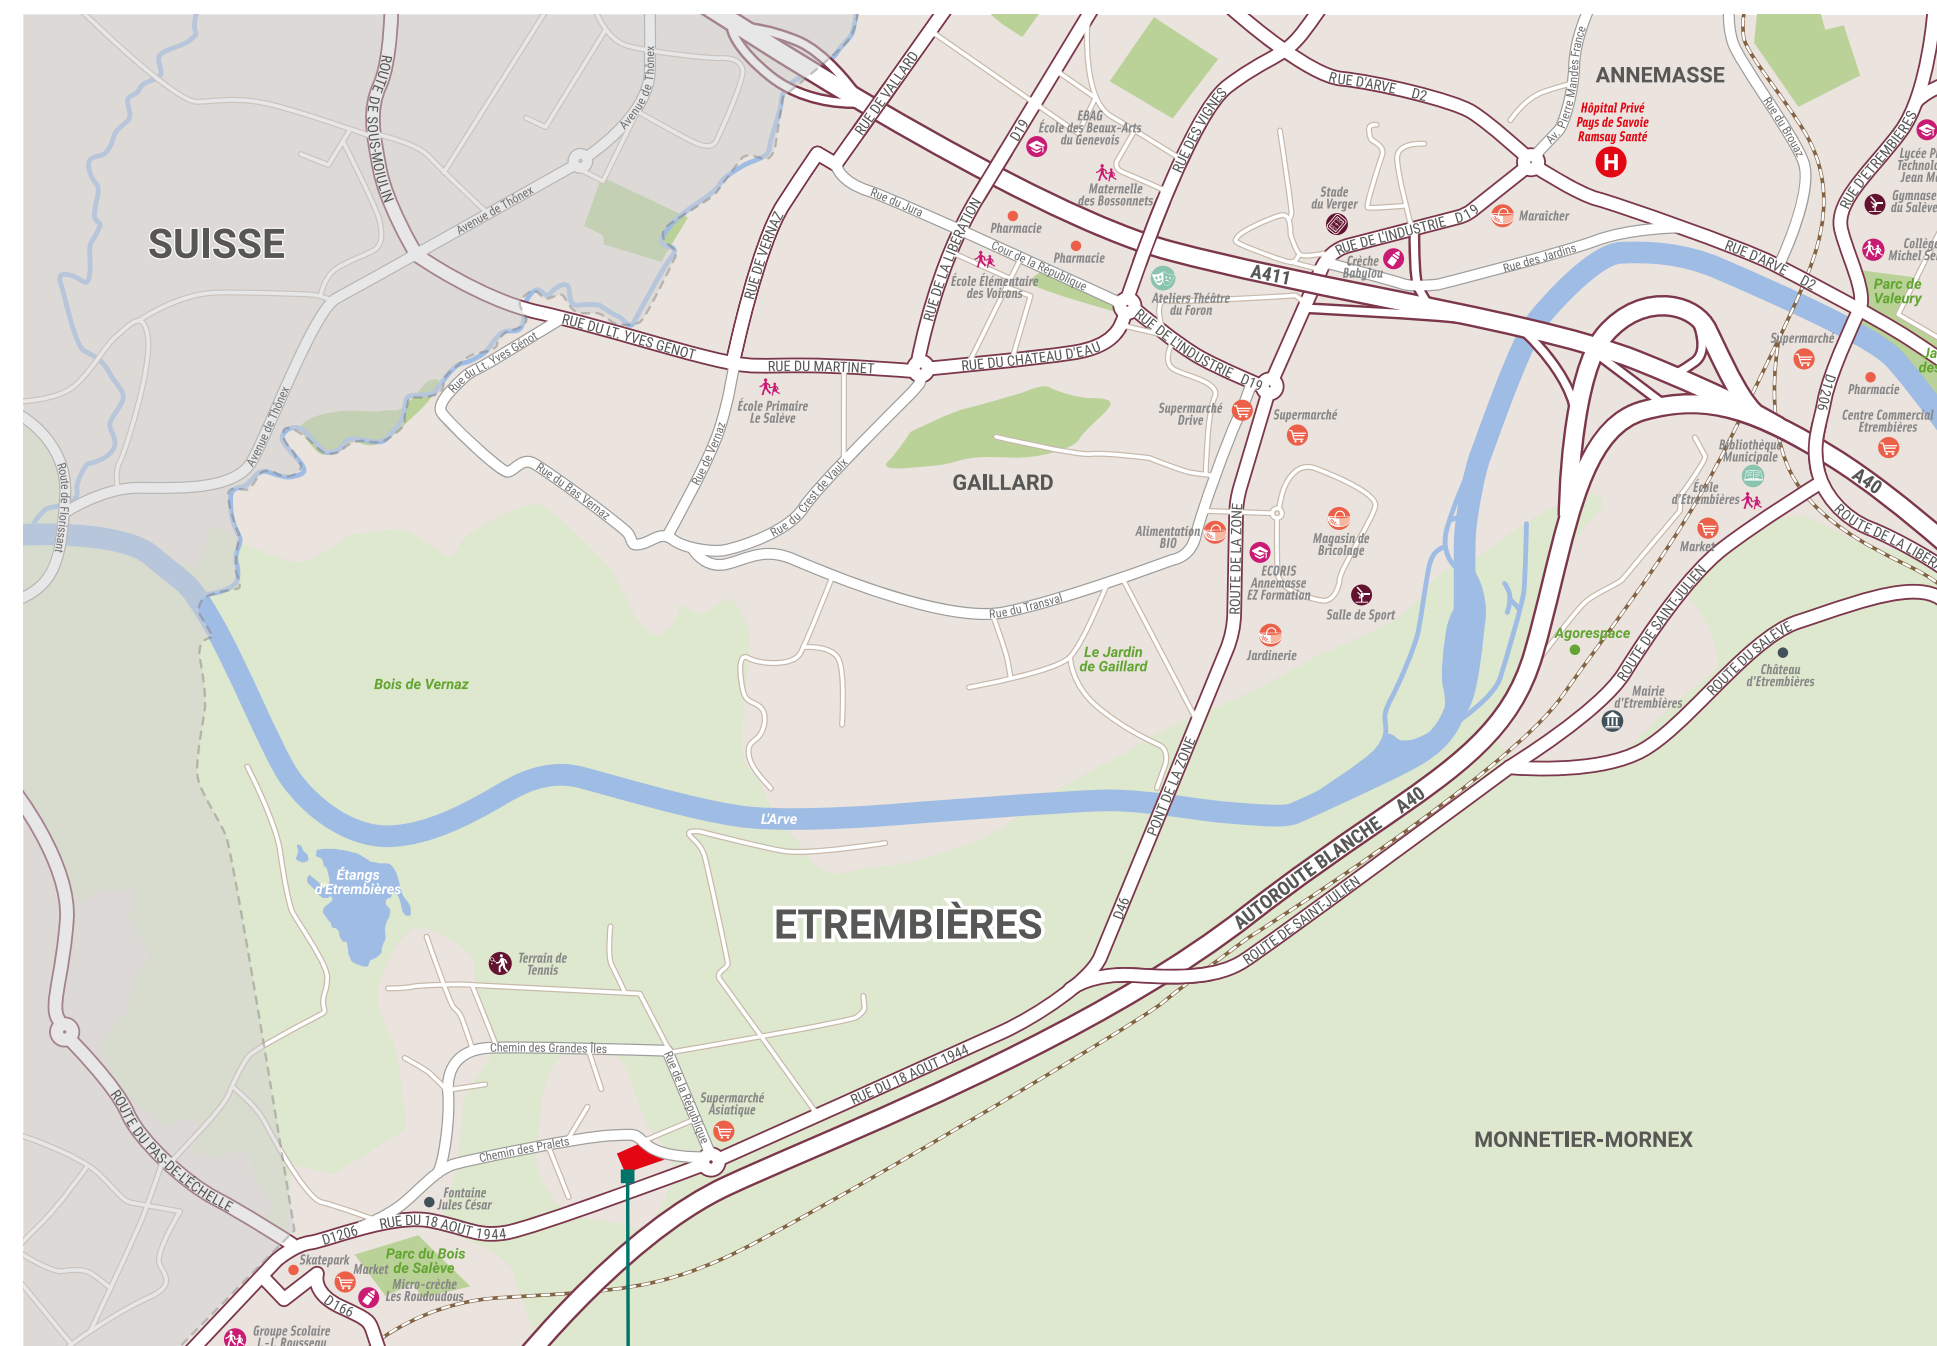 SUISSE
ROUTE DE SOUS-MOIULIN
Avenue de Thônex
Avenue de Thônex
Avenue de Thônex
Route de Florissant
RUE DE VALLARD
D19
EBAG
École des Beaux-Arts
du Genevois
Maternelle
des Bossonnets
RUE DES VIGNES
RUE D'ARVE D2
Av. Pierre Mandès France
ANNEMASSE
Hôpital Privé
Pays de Savoie
Ramsay Santé
H
Rue du Brouaz
RUE D'ETREMBIÈRES
Gymnase
du Salève
Parc de
Valeury
Stade
du Verger
Maraîcher
RUE DE L'INDUSTRIE D19
Crèche
Babylou
Rue des Jardins
RUE D'ARVE D2
Rue du Jura
Pharmacie
Pharmacie
Cour de la République
RUE DE LA LIBÉRATION
École Élémentaire
des Voirons
RUE DE VERNAZ
Ateliers Théâtre
du Foron
A411
RUE DU LT. YVES GÉNOT
Rue du Lt. Yves Génot
RUE DU MARTINET
RUE DU CHATEAU D'EAU
RUE DE L'INDUSTRIE D19
École Primaire
Le Salève
Rue de Vernaz
Rue du Crest de Vaulx
Rue du Bas Vernaz
GAILLARD
Supermarché
Drive
Supermarché
Supermarché
Pharmacie
Centre Commercial
Etrembières
D1206
Bibliothèque
Municipale
École
d'Etrembières
Market
A40
ROUTE DE SAINT-JULIEN
Alimentation
BIO
ROUTE DE LA ZONE
Magasin de
Bricolage
ECORIS
Annemasse
EZ Formation
Salle de Sport
Jardinerie
Rue du Transval
Le Jardin
de Gaillard
Agorespace
ROUTE DU SALÈVE
Château
d'Etrembières
Mairie
d'Etrembières
Bois de Vernaz
L'Arve
PONT DE LA ZONE
D46
AUTOROUTE BLANCHE A40
ROUTE DE SAINT-JULIEN
Étangs
d'Etrembières
ETREMBIÈRES
Terrain de
Tennis
Chemin des Grandes Îles
Rue de la République
Supermarché
Asiatique
RUE DU 18 AOUT 1944
Chemin des Pralets
MONNETIER-MORNEX
ROUTE DU PAS-DE-L'ECHELLE
Fontaine
Jules César
D1206
RUE DU 18 AOUT 1944
Skatepark
Market
Parc du Bois
de Salève
Micro-crèche
Les Roudoudous
D166
Groupe Scolaire
J.-J. Rousseau